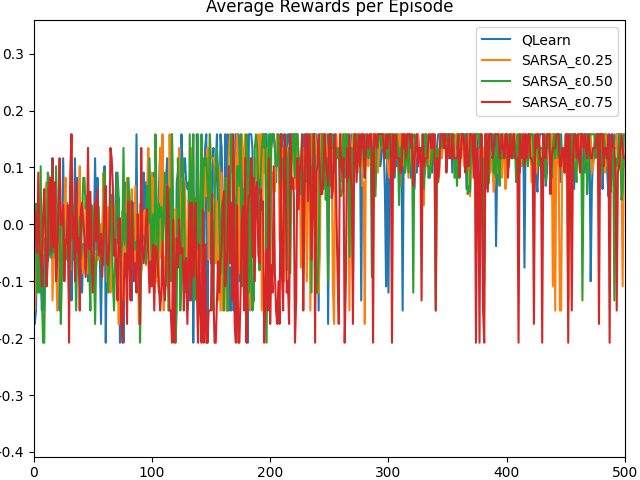 Average Rewards per Episode
QLearn
SARSA_ε0.25
SARSA_ε0.50
SARSA_ε0.75
0.3
0.2
0.1
0.0
-0.1
-0.2
-0.3
-0.4
0 100 200 300 400 500